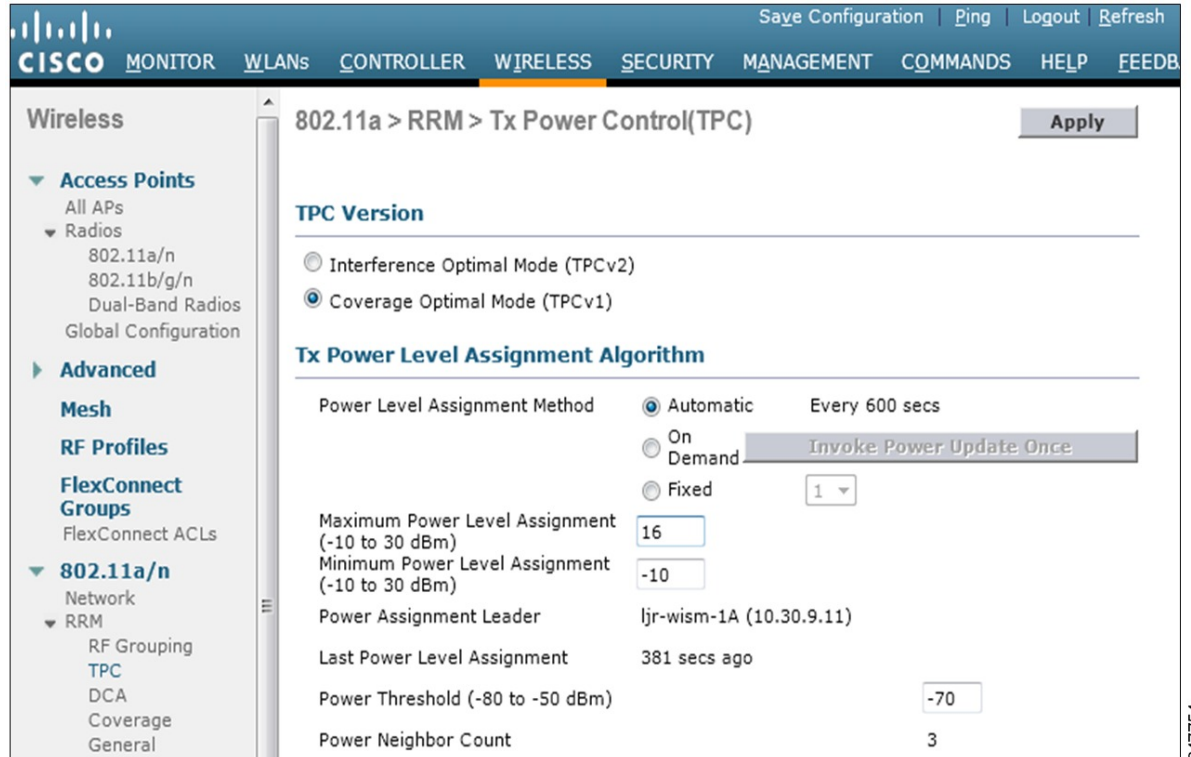 Save Configuration | Ping | Logout | Refresh
CISCO MONITOR WLANs CONTROLLER WIRELESS SECURITY MANAGEMENT COMMANDS HELP FEEDB
Wireless
Access Points
All APs
Radios
802.11a/n
802.11b/g/n
Dual-Band Radios
Global Configuration
Advanced
Mesh
RF Profiles
FlexConnect
Groups
FlexConnect ACLs
802.11a/n
Network
RRM
RF Grouping
TPC
DCA
Coverage
General
802.11a > RRM > Tx Power Control(TPC)
Apply
TPC Version
Interference Optimal Mode (TPCv2)
Coverage Optimal Mode (TPCv1)
Tx Power Level Assignment Algorithm
Power Level Assignment Method Automatic Every 600 secs
On
Demand Invoke Power Update Once
Fixed 1
Maximum Power Level Assignment
(-10 to 30 dBm) 16
Minimum Power Level Assignment
(-10 to 30 dBm) -10
Power Assignment Leader ljr-wism-1A (10.30.9.11)
Last Power Level Assignment 381 secs ago
Power Threshold (-80 to -50 dBm) -70
Power Neighbor Count 3